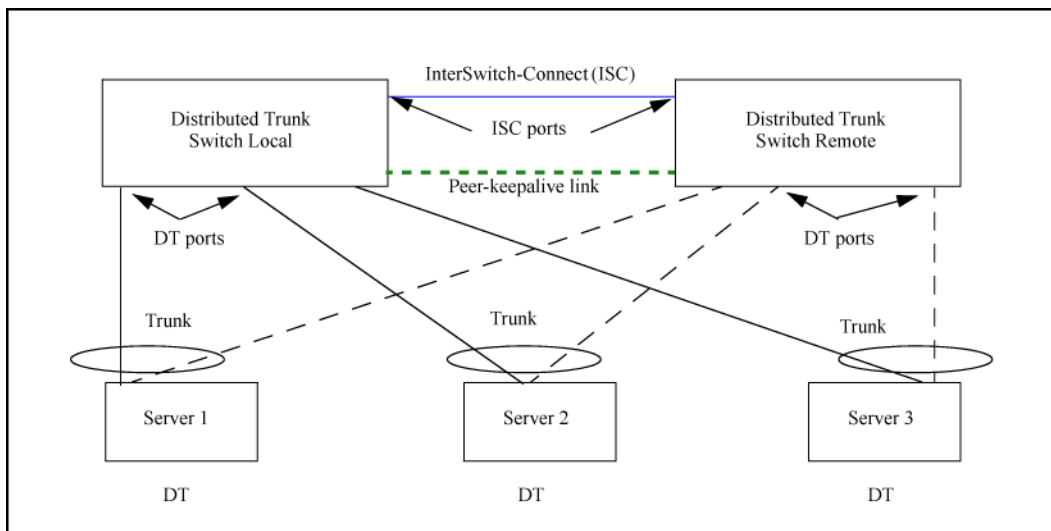 InterSwitch-Connect (ISC)
Distributed Trunk
Switch Local
ISC ports
Distributed Trunk
Switch Remote
Peer-keepalive link
DT ports
DT ports
Trunk
Trunk
Trunk
Server 1
Server 2
Server 3
DT
DT
DT